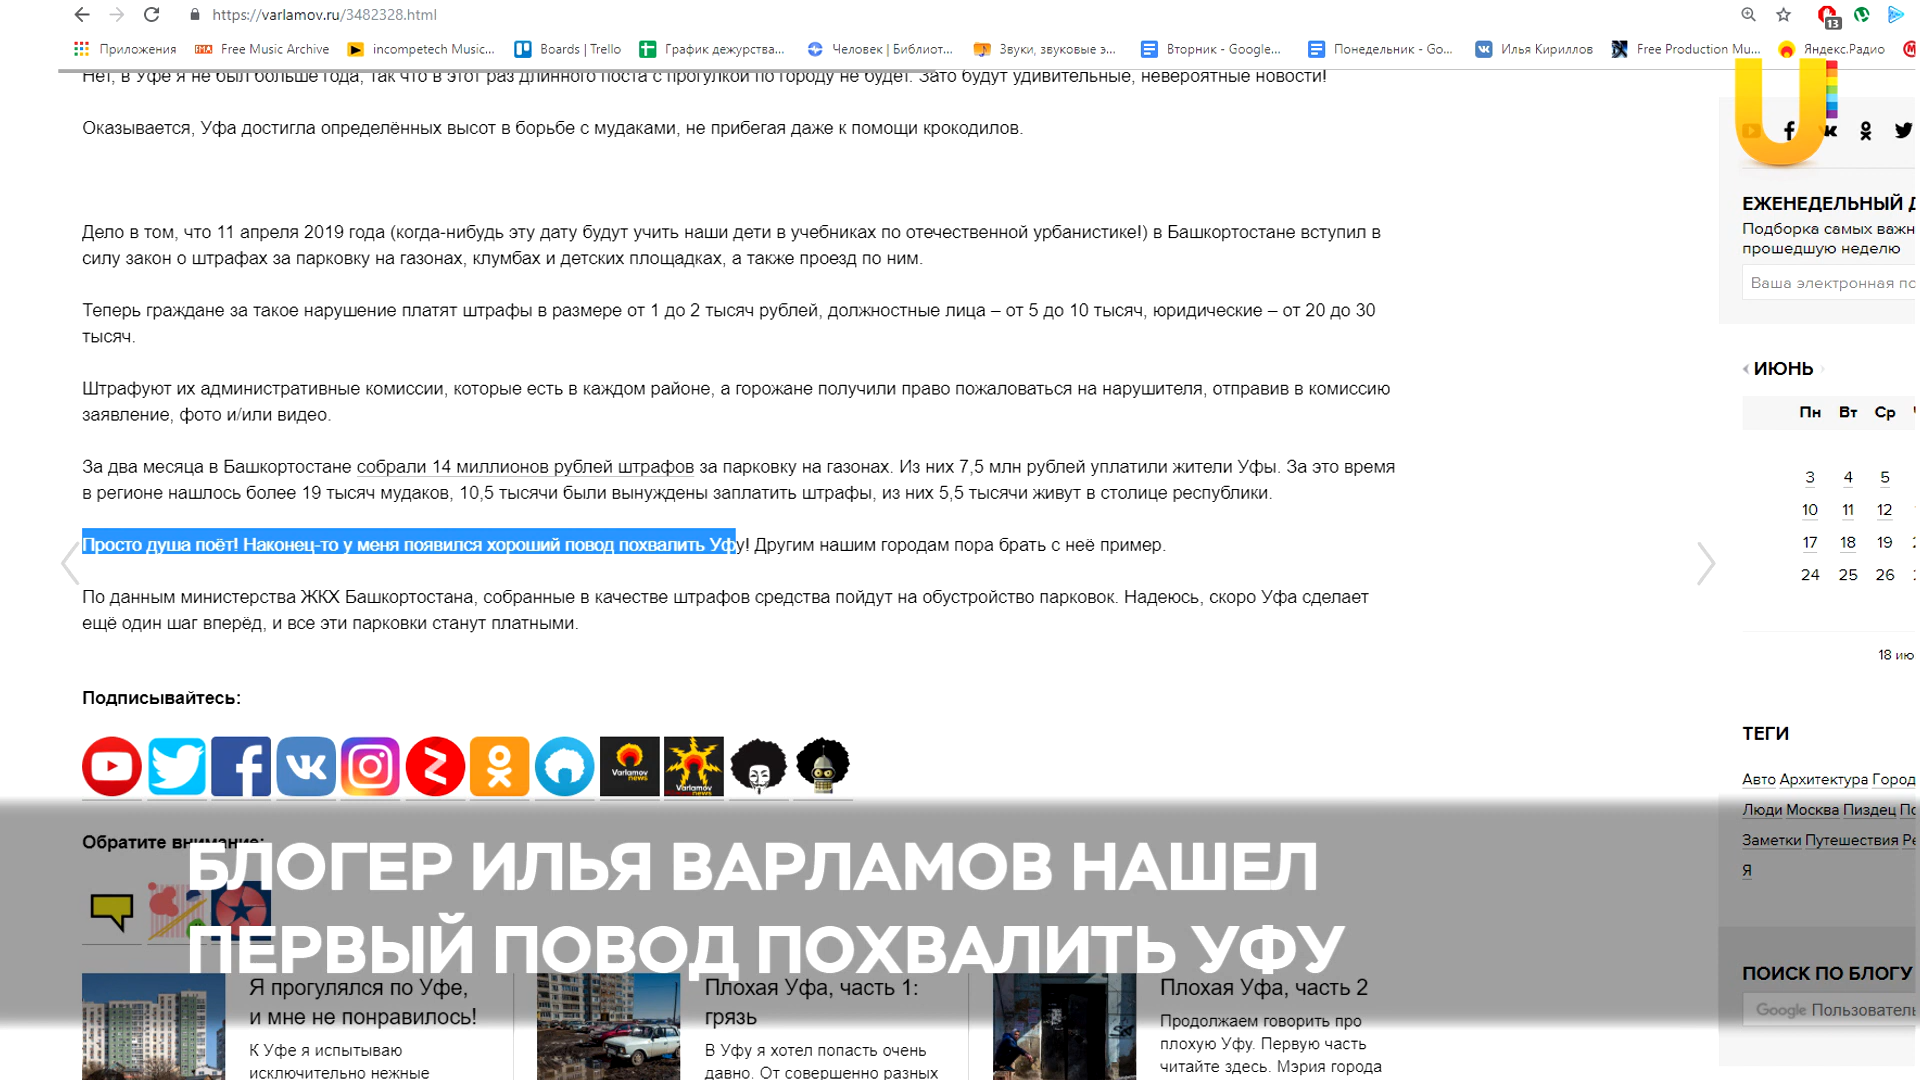 https://varlamov.ru/3482328.html
13
Приложения
Free Music Archive
incompetech Music...
Boards | Trello
График дежурства...
Человек | Библиот...
Звуки, звуковые э...
Вторник - Google...
Понедельник - Go...
Илья Кириллов
Free Production Mu...
Яндекс.Радио
Нет, в Уфе я не был больше года, так что в этот раз длинного поста с прогулкой по городу не будет. Зато будут удивительные, невероятные новости!
Оказывается, Уфа достигла определённых высот в борьбе с мудаками, не прибегая даже к помощи крокодилов.
Дело в том, что 11 апреля 2019 года (когда-нибудь эту дату будут учить наши дети в учебниках по отечественной урбанистике!) в Башкортостане вступил в
силу закон о штрафах за парковку на газонах, клумбах и детских площадках, а также проезд по ним.
Теперь граждане за такое нарушение платят штрафы в размере от 1 до 2 тысяч рублей, должностные лица – от 5 до 10 тысяч, юридические – от 20 до 30
тысяч.
Штрафуют их административные комиссии, которые есть в каждом районе, а горожане получили право пожаловаться на нарушителя, отправив в комиссию
заявление, фото и/или видео.
За два месяца в Башкортостане собрали 14 миллионов рублей штрафов за парковку на газонах. Из них 7,5 млн рублей уплатили жители Уфы. За это время
в регионе нашлось более 19 тысяч мудаков, 10,5 тысячи были вынуждены заплатить штрафы, из них 5,5 тысячи живут в столице республики.
Просто душа поёт! Наконец-то у меня появился хороший повод похвалить Уфу! Другим нашим городам пора брать с неё пример.
По данным министерства ЖКХ Башкортостана, собранные в качестве штрафов средства пойдут на обустройство парковок. Надеюсь, скоро Уфа сделает
ещё один шаг вперёд, и все эти парковки станут платными.
Подписывайтесь:
Varlamov news
Varlamov news
Обратите внимание:
БЛОГЕР ИЛЬЯ ВАРЛАМОВ НАШЕЛ
ПЕРВЫЙ ПОВОД ПОХВАЛИТЬ УФУ
Я прогулялся по Уфе,
и мне не понравилось!
К Уфе я испытываю
исключительно нежные
Плохая Уфа, часть 1:
грязь
В Уфу я хотел попасть очень
давно. От совершенно разных
Плохая Уфа, часть 2
Продолжаем говорить про
плохую Уфу. Первую часть
читайте здесь. Мэрия города
U
ЕЖЕНЕДЕЛЬНЫЙ
Подборка самых важн
прошедшую неделю
Ваша электронная по
ИЮНЬ
Пн Вт Ср
3 4 5
10 11 12
17 18 19
24 25 26
18 ию
ТЕГИ
Авто Архитектура Город
Люди Москва Пиздец По
Заметки Путешествия Ре
Я
ПОИСК ПО БЛОГУ
Google Пользователь